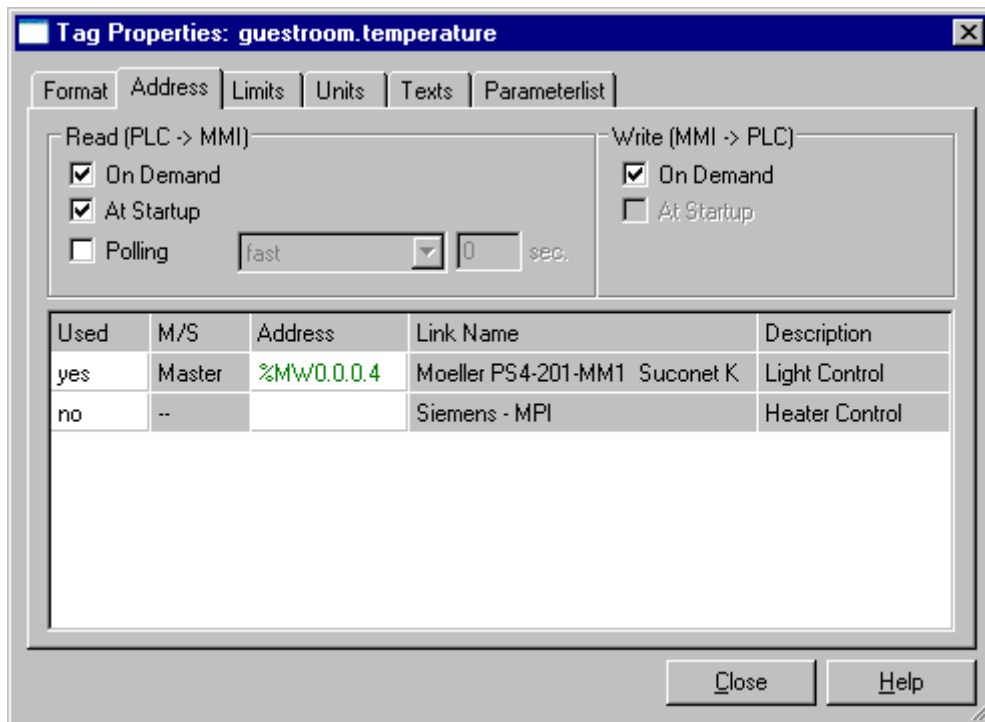 Tag Properties: guestroom.temperature
Format Address Limits Units Texts Parameterlist
Read (PLC -> MMI) Write (MMI -> PLC)
On Demand On Demand
At Startup At Startup
Polling fast 0 sec.
Used M/S Address Link Name Description
yes Master %MW0.0.0.4 Moeller PS4-201-MM1 Suconet K Light Control
no -- Siemens - MPI Heater Control
Close Help